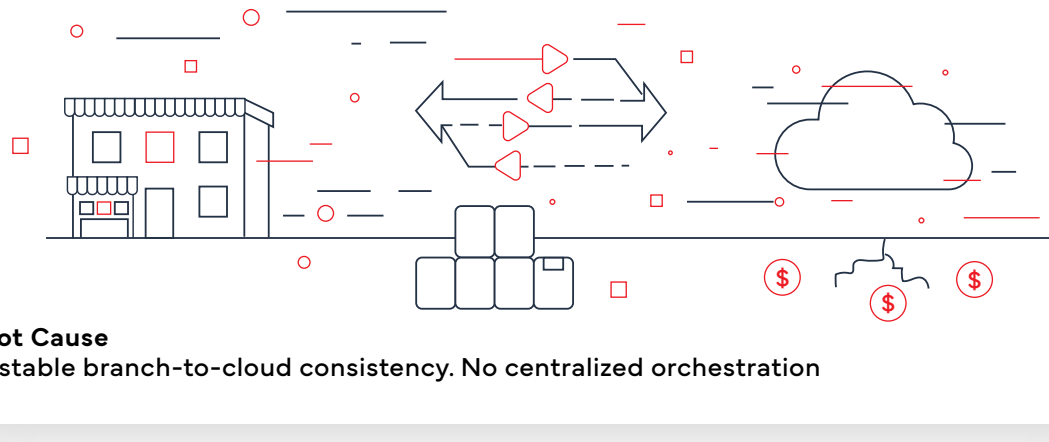 $
$
$
ot Cause
stable branch-to-cloud consistency. No centralized orchestration